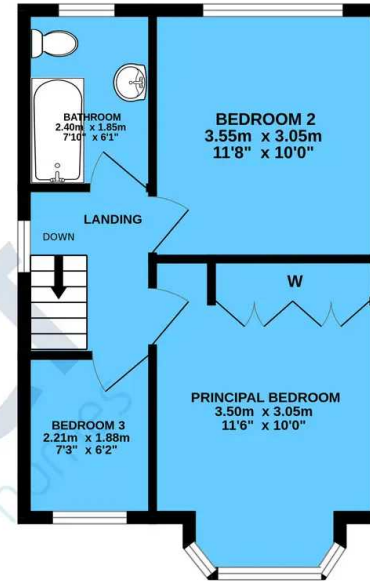 BATHROOM
2.40m x 1.85m
7'10" x 6'1"
BEDROOM 2
3.55m x 3.05m
11'8" x 10'0"
LANDING
DOWN
W
PRINCIPAL BEDROOM
3.50m x 3.05m
11'6" x 10'0"
BEDROOM 3
2.21m x 1.88m
7'3" x 6'2"
homes